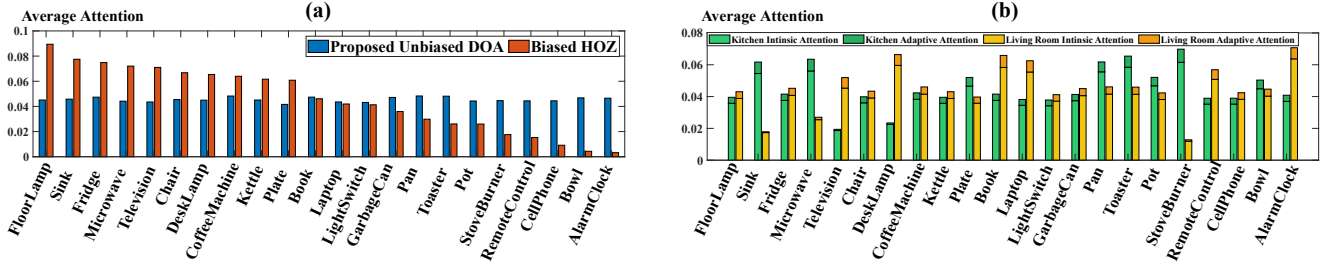 (a)
Average Attention
0.1
0.08
0.06
0.04
0.02
0
Proposed Unbiased DOA
Biased HOZ
FloorLamp
Sink
Fridge
Microwave
Television
Chair
DeskLamp
CoffeeMachine
Kettle
Plate
Book
Laptop
LightSwitch
GarbageCan
Pan
Toaster
Pot
StoveBurner
RemoteControl
CellPhone
Bowl
AlarmClock
(b)
Average Attention
0.08
0.06
0.04
0.02
0
Kitchen Intinsic Attention
Kitchen Adaptive Attention
Living Room Intinsic Attention
Living Room Adaptive Attention
FloorLamp
Sink
Fridge
Microwave
Television
Chair
DeskLamp
CoffeeMachine
Kettle
Plate
Book
Laptop
LightSwitch
GarbageCan
Pan
Toaster
Pot
StoveBurner
RemoteControl
CellPhone
Bowl
AlarmClock